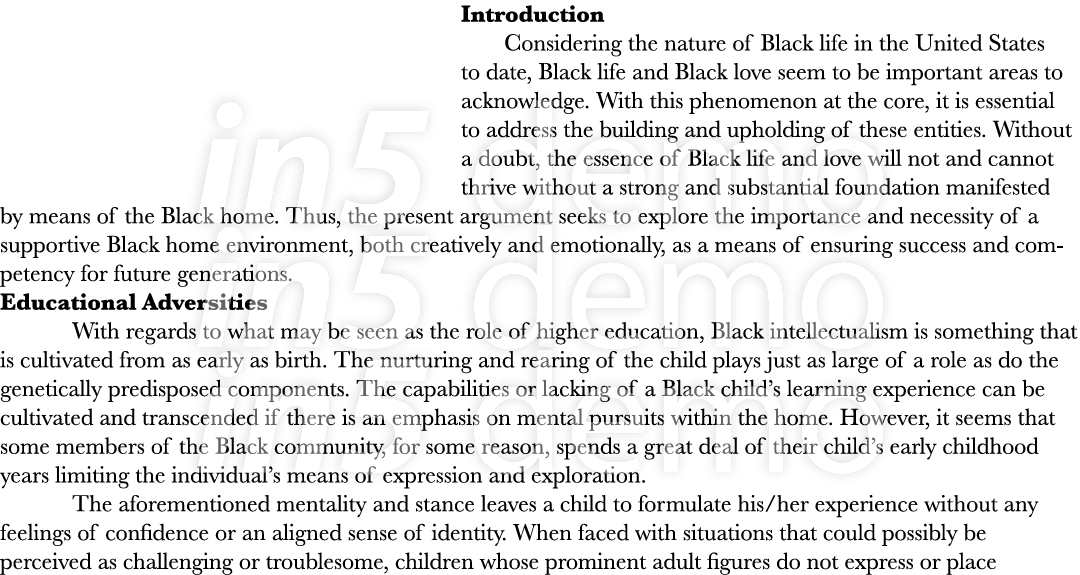 Introduction
Considering the nature of Black life in the United States
to date, Black life and Black love seem to be important areas to
acknowledge. With this phenomenon at the core, it is essential
to address the building and upholding of these entities. Without
a doubt, the essence of Black life and love will not and cannot
thrive without a strong and substantial foundation manifested
by means of the Black home. Thus, the present argument seeks to explore the importance and necessity of a
supportive Black home environment, both creatively and emotionally, as a means of ensuring success and com-
petency for future generations.
Educational Adversities
With regards to what may be seen as the role of higher education, Black intellectualism is something that
is cultivated from as early as birth. The nurturing and rearing of the child plays just as large of a role as do the
genetically predisposed components. The capabilities or lacking of a Black child's learning experience can be
cultivated and transcended if there is an emphasis on mental pursuits within the home. However, it seems that
some members of the Black community, for some reason, spends a great deal of their child's early childhood
years limiting the individual's means of expression and exploration.
The aforementioned mentality and stance leaves a child to formulate his/her experience without any
feelings of confidence or an aligned sense of identity. When faced with situations that could possibly be
perceived as challenging or troublesome, children whose prominent adult figures do not express or place
in5 demo
in5 demo
in5 demo
in5 demo